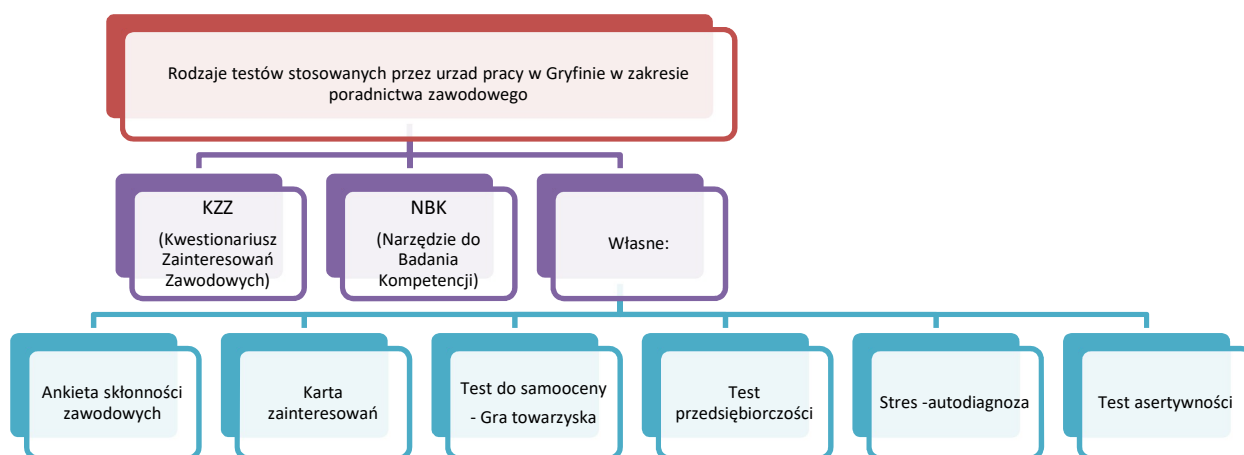 Rodzaje testów stosowanych przez urzad pracy w Gryfinie w zakresie
poradnictwa zawodowego
KZZ
(Kwestionariusz
Zainteresowań
Zawodowych)
NBK
(Narzędzie do
Badania
Kompetencji)
Własne:
Ankieta skłonności
zawodowych
Karta
zainteresowań
Test do samooceny
- Gra towarzyska
Test
przedsiębiorczości
Stres -autodiagnoza
Test asertywności